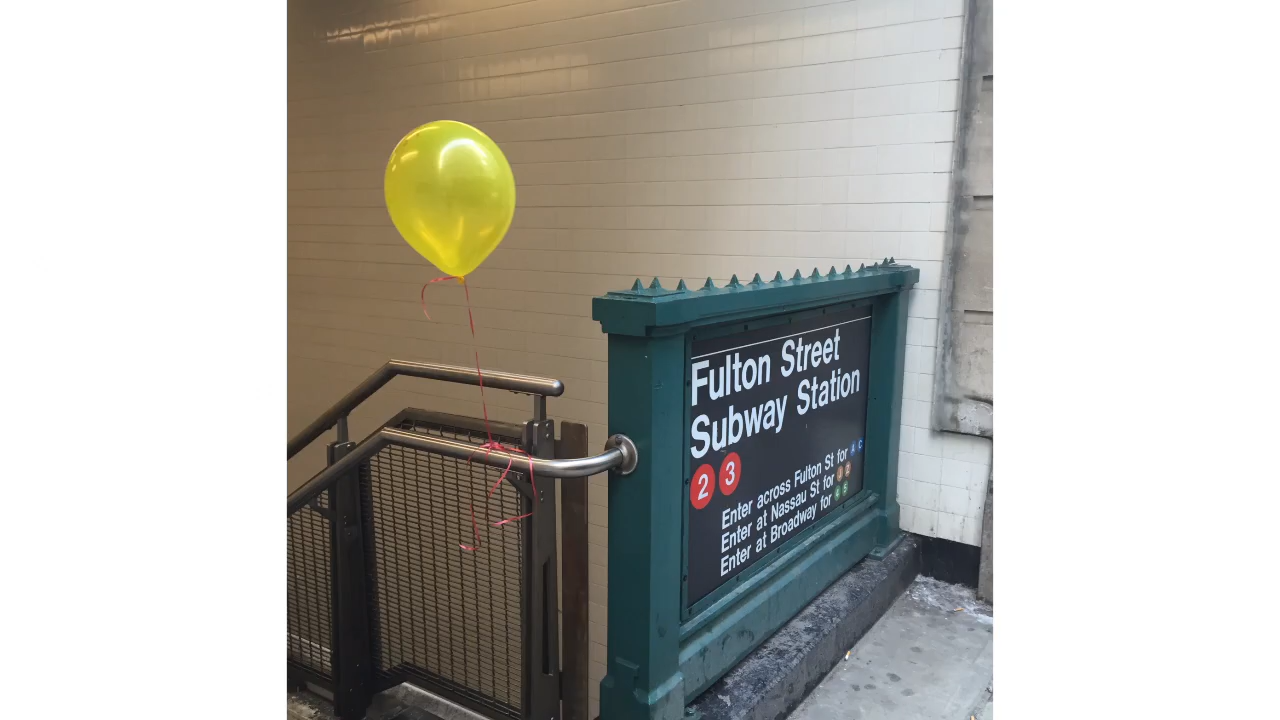 Fulton Street
Subway Station
2 3
Enter across Fulton St for A C
Enter at Nassau St for J Z
Enter at Broadway for 4 5